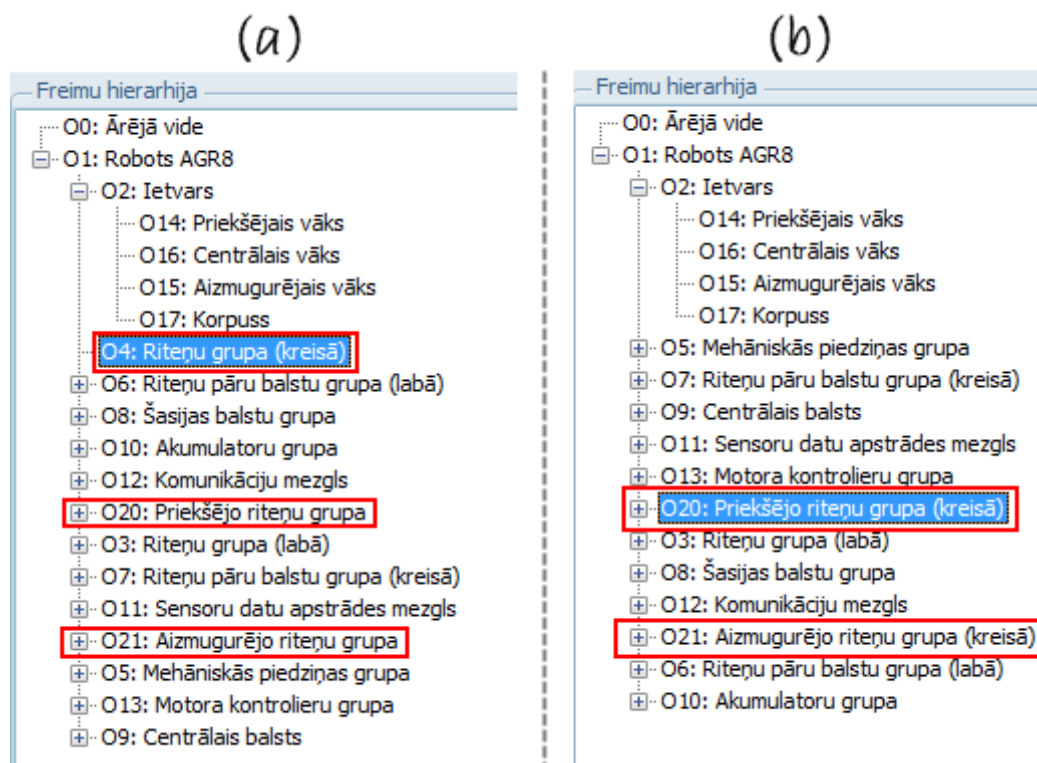 (a)
Freimu hierarhija
O0: Ārējā vide
O1: Robots AGR8
O2: Ietvars
O14: Priekšējais vāks
O16: Centrālais vāks
O15: Aizmugurējais vāks
O17: Korpuss
O4: Riteņu grupa (kreisā)
O6: Riteņu pāru balstu grupa (labā)
O8: Šasijas balstu grupa
O10: Akumulatoru grupa
O12: Komunikāciju mezgls
O20: Priekšējo riteņu grupa
O3: Riteņu grupa (labā)
O7: Riteņu pāru balstu grupa (kreisā)
O11: Sensoru datu apstrādes mezgls
O21: Aizmugurējo riteņu grupa
O5: Mehāniskās piedziņas grupa
O13: Motora kontrolieru grupa
O9: Centrālais balsts
(b)
Freimu hierarhija
O0: Ārējā vide
O1: Robots AGR8
O2: Ietvars
O14: Priekšējais vāks
O16: Centrālais vāks
O15: Aizmugurējais vāks
O17: Korpuss
O5: Mehāniskās piedziņas grupa
O7: Riteņu pāru balstu grupa (kreisā)
O9: Centrālais balsts
O11: Sensoru datu apstrādes mezgls
O13: Motora kontrolieru grupa
O20: Priekšējo riteņu grupa (kreisā)
O3: Riteņu grupa (labā)
O8: Šasijas balstu grupa
O12: Komunikāciju mezgls
O21: Aizmugurējo riteņu grupa (kreisā)
O6: Riteņu pāru balstu grupa (labā)
O10: Akumulatoru grupa